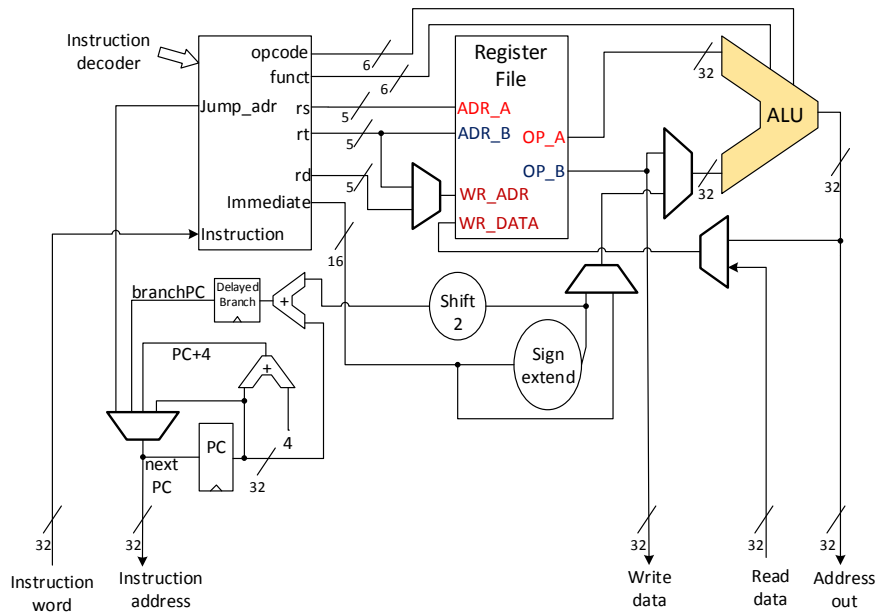 Instruction
decoder
opcode
funct
Jump_adr
rs
rt
rd
Immediate
Instruction
6
6
5
5
5
16
Register
File
ADR_A
ADR_B
OP_A
OP_B
WR_ADR
WR_DATA
32
32
ALU
32
branchPC
Delayed
Branch
+
Shift
2
Sign
extend
PC+4
+
4
PC
next
PC
32
32
32
32
32
32
Instruction
word
Instruction
address
Write
data
Read
data
Address
out